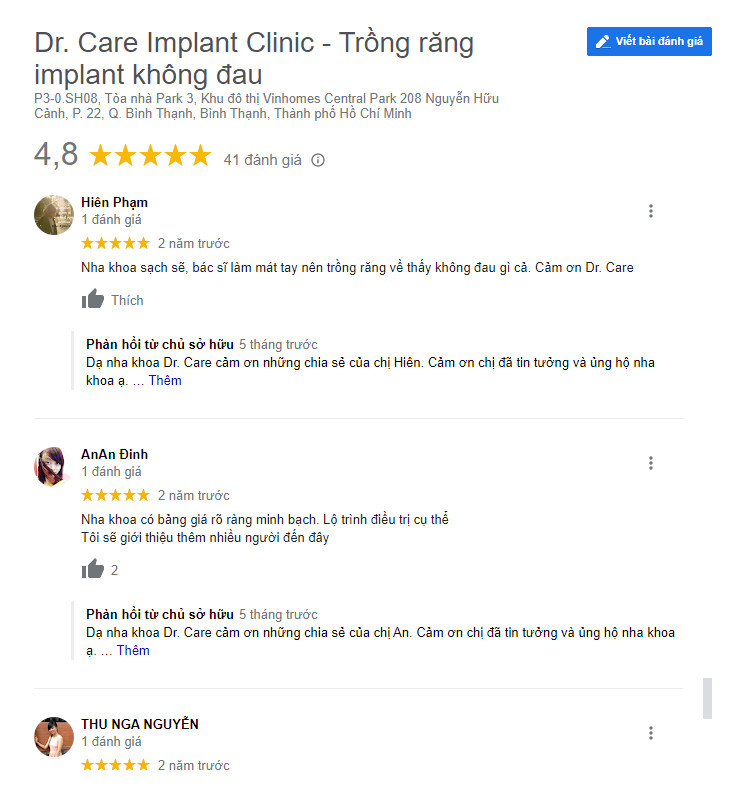 Dr. Care Implant Clinic - Trồng răng
implant không đau
Viết bài đánh giá
P3-0.SH08, Tòa nhà Park 3, Khu đô thị Vinhomes Central Park 208 Nguyễn Hữu
Cảnh, P. 22, Q. Bình Thạnh, Bình Thạnh, Thành phố Hồ Chí Minh
4,8
41 đánh giá
Hiên Phạm
1 đánh giá
2 năm trước
Nha khoa sạch sẽ, bác sĩ làm mát tay nên trồng răng về thấy không đau gì cả. Cảm ơn Dr. Care
Thích
Phản hồi từ chủ sở hữu 5 tháng trước
Dạ nha khoa Dr. Care cảm ơn những chia sẻ của chị Hiên. Cảm ơn chị đã tin tưởng và ủng hộ nha
khoa ạ. … Thêm
AnAn Đinh
1 đánh giá
2 năm trước
Nha khoa có bảng giá rõ ràng minh bạch. Lộ trình điều trị cụ thể
Tôi sẽ giới thiệu thêm nhiều người đến đây
2
Phản hồi từ chủ sở hữu 5 tháng trước
Dạ nha khoa Dr. Care cảm ơn những chia sẻ của chị An. Cảm ơn chị đã tin tưởng và ủng hộ nha khoa
ạ. … Thêm
THU NGA NGUYỄN
1 đánh giá
2 năm trước